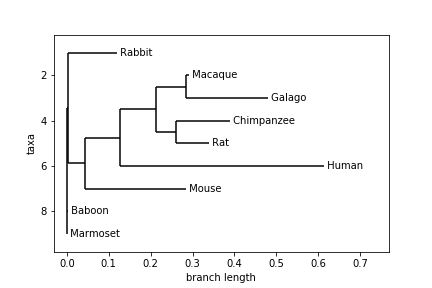 Rabbit
2
Macaque
Galago
4
Chimpanzee
taxa
Rat
6
Human
Mouse
8
Baboon
Marmoset
0.0 0.1 0.2 0.3 0.4 0.5 0.6 0.7
branch length